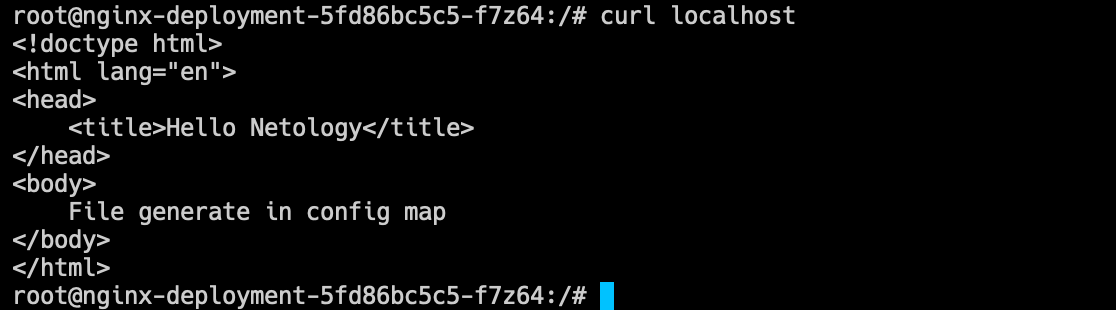 root@nginx-deployment-5fd86bc5c5-f7z64:/# curl localhost
<!doctype html>
<html lang="en">
<head>
    <title>Hello Netology</title>
</head>
<body>
    File generate in config map
</body>
</html>
root@nginx-deployment-5fd86bc5c5-f7z64:/#